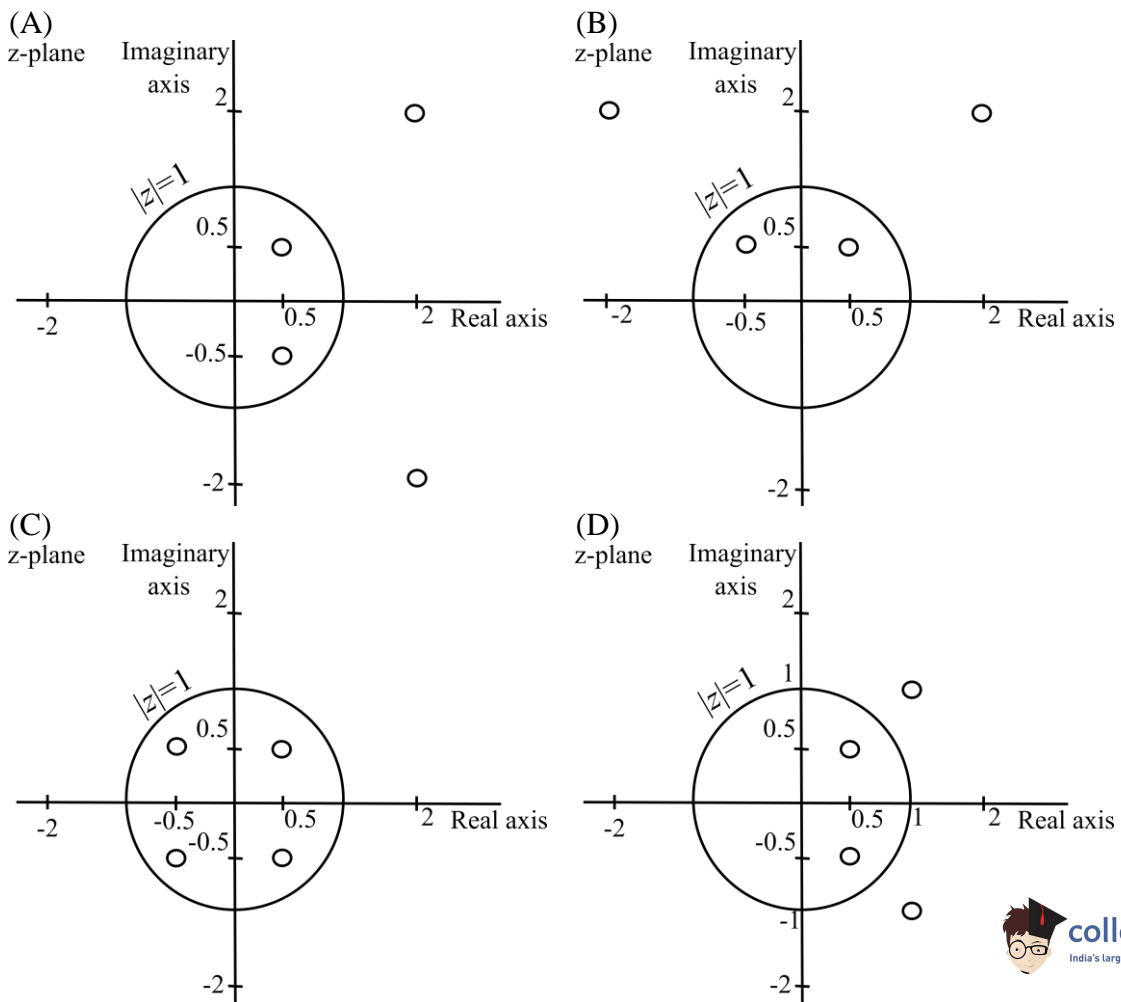 (A)
z-plane Imaginary
axis
2
|z|=1
0.5
-2 0.5 2 Real axis
-0.5
-2
(B)
z-plane Imaginary
axis
2
|z|=1
0.5
-2 -0.5 0.5 2 Real axis
-2
(C)
z-plane Imaginary
axis
2
|z|=1
0.5
-2 -0.5 0.5 2 Real axis
-0.5
-2
(D)
z-plane Imaginary
axis
2
|z|=1 1
0.5
-2 0.5 1 2 Real axis
-0.5
-1
-2